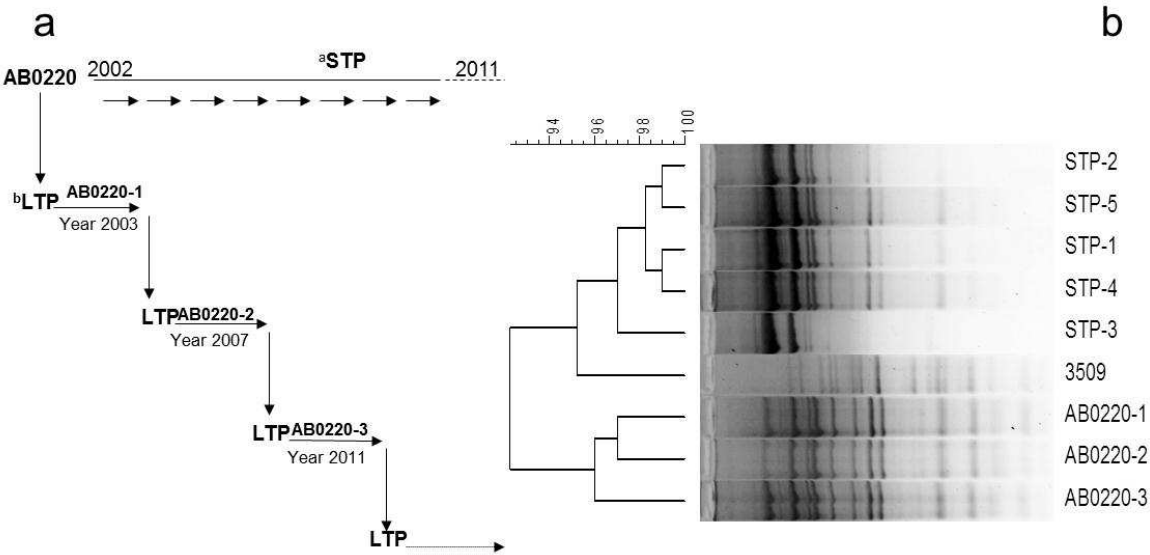 a
b
AB0220
2002
ᵃSTP
2011
ᵇLTP
AB0220-1
Year 2003
LTP
AB0220-2
Year 2007
LTP
AB0220-3
Year 2011
LTP
94
96
98
100
STP-2
STP-5
STP-1
STP-4
STP-3
3509
AB0220-1
AB0220-2
AB0220-3